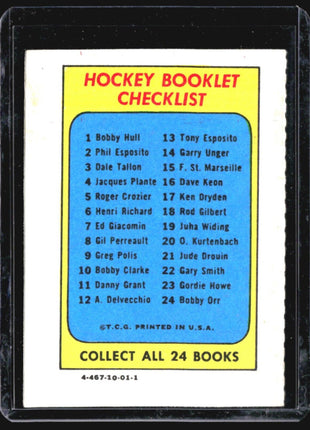 HOCKEY BOOKLET
CHECKLIST
1 Bobby Hull
2 Phil Esposito
3 Dale Tallon
4 Jacques Plante
5 Roger Crozier
6 Henri Richard
7 Ed Giacomin
8 Gil Perreault
9 Greg Polis
10 Bobby Clarke
11 Danny Grant
12 A. Delvecchio
13 Tony Esposito
14 Garry Unger
15 F. St. Marseille
16 Dave Keon
17 Ken Dryden
18 Rod Gilbert
19 Juha Widing
20 O. Kurtenbach
21 Jude Drouin
22 Gary Smith
23 Gordie Howe
24 Bobby Orr
©T.C.G. PRINTED IN U.S.A.
COLLECT ALL 24 BOOKS
4-467-10-01-1